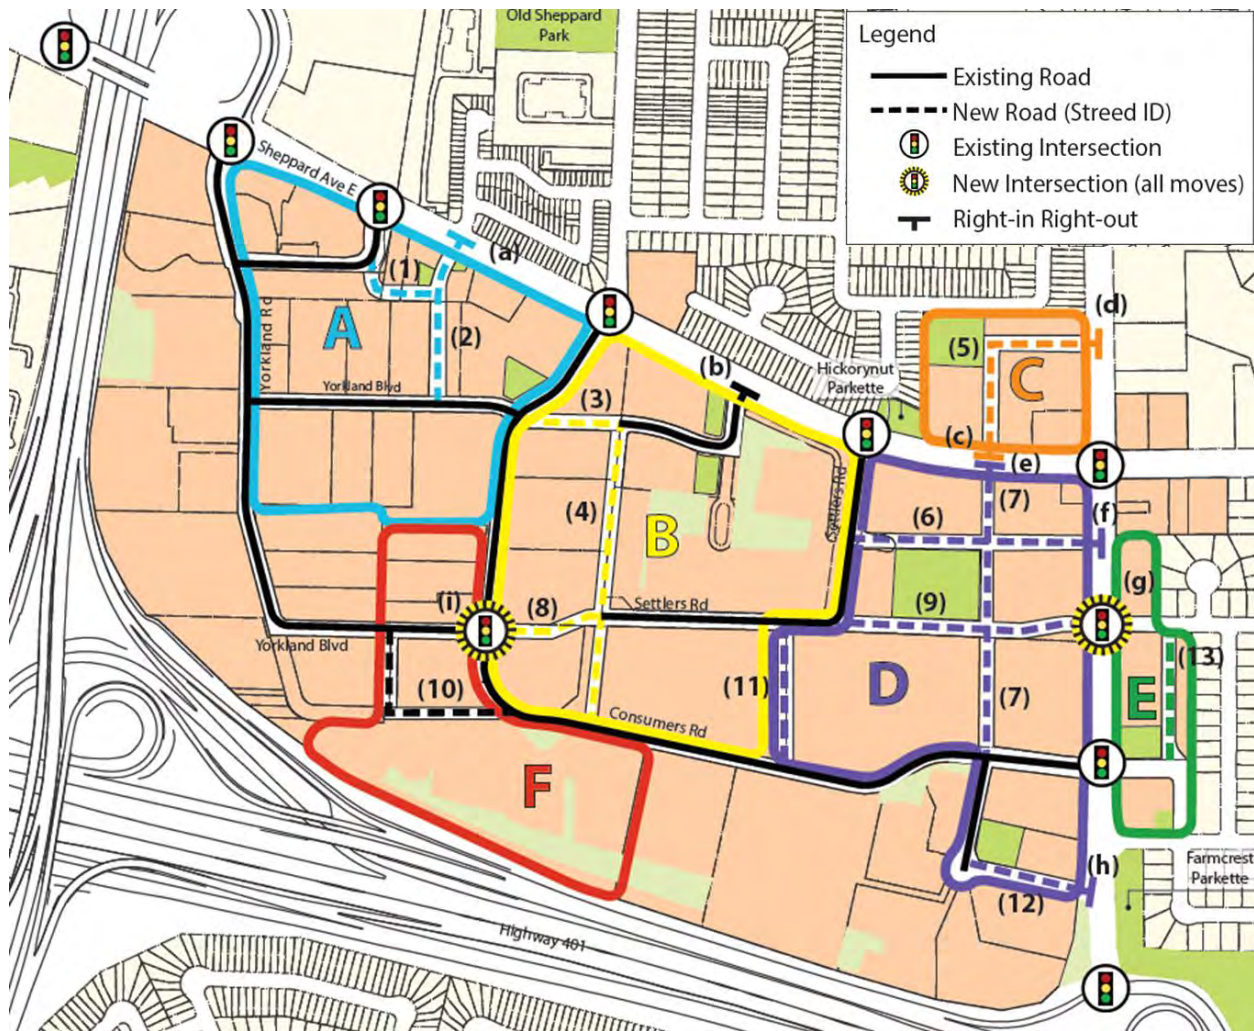 Old Sheppard
Park
Legend
Existing Road
New Road (Streed ID)
Existing Intersection
New Intersection (all moves)
Right-in Right-out
Sheppard Ave E
(a)
(1)
A
(2)
Yorkland Rd
Yorkland Blvd
(b)
(3)
Hickorynut
Parkette
(d)
(5)
C
(c)
(e)
(4)
B
Settlers Rd
(6)
(7)
(f)
(i)
(8)
Settlers Rd
(9)
(g)
Yorkland Blvd
(10)
(11)
D
(7)
E
(13)
Consumers Rd
F
(h)
(12)
Farmcrest
Parkette
Highway 401